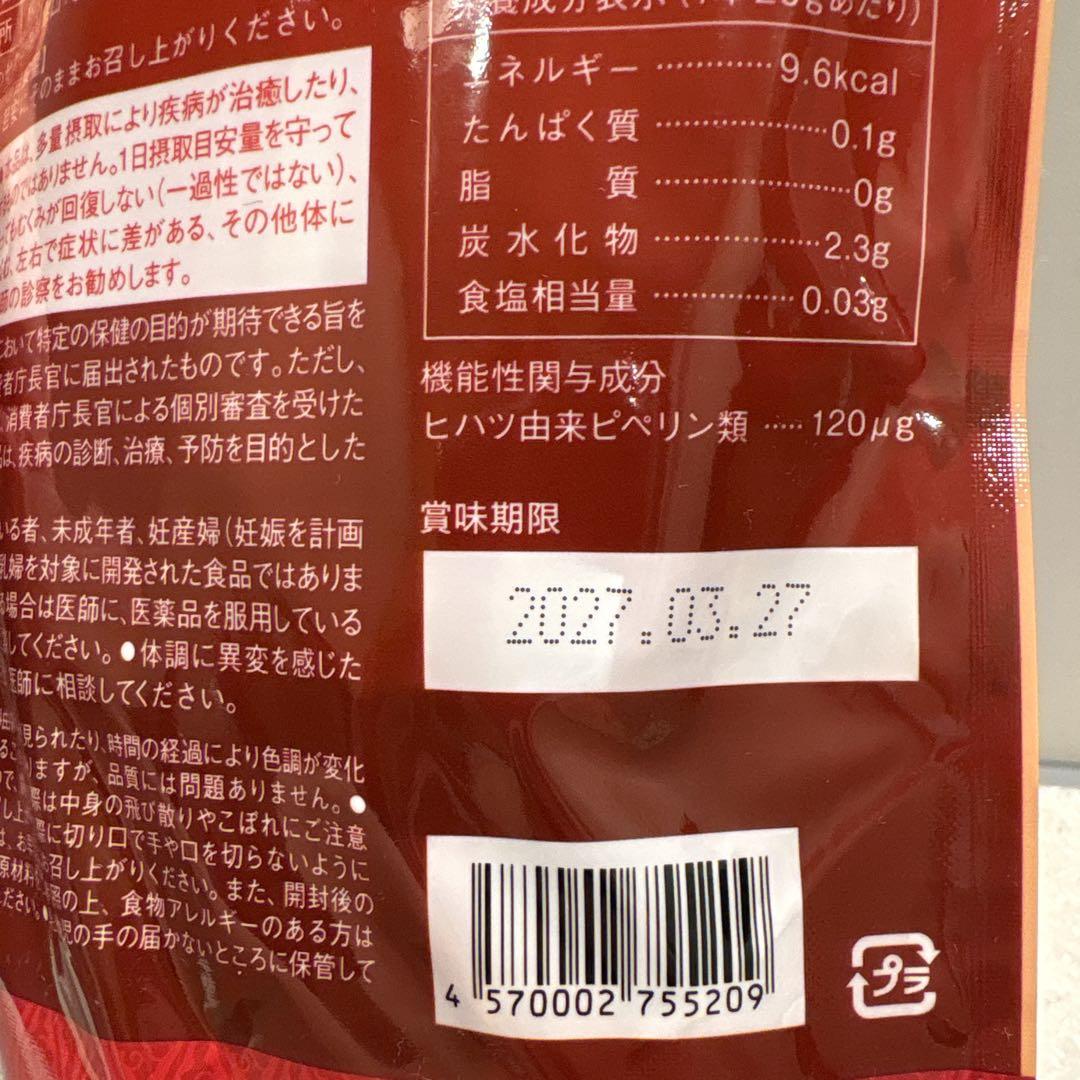 まお召し上がりください。
多量摂取により疾病が治癒したり、
ではありません。1日摂取目安量を守って
むくみが回復しない(一過性ではない)、
左右で症状に差がある、その他体に
の診察をお勧めします。
おいて特定の保健の目的が期待できる旨を
者庁長官に届出されたものです。ただし、
消費者庁長官による個別審査を受けた
は、疾病の診断、治療、予防を目的とした
いる者、未成年者、妊産婦(妊娠を計画
乳婦を対象に開発された食品ではありま
場合は医師に、医薬品を服用している
してください。●体調に異変を感じた
医師に相談してください。
見られたり、時間の経過により色調が変化
りますが、品質には問題ありません。●
際は中身の飛び散りやこぼれにご注意
際に切り口で手や口を切らないように
召し上がりください。また、開封後の
の上、食物アレルギーのある方は
児の手の届かないところに保管して
ネルギー 9.6kcal
たんぱく質 0.1g
脂質 0g
炭水化物 2.3g
食塩相当量 0.03g
機能性関与成分
ヒハツ由来ピペリン類 ····· 120μg
賞味期限
2027.03.27
4 570002 755209
プラ